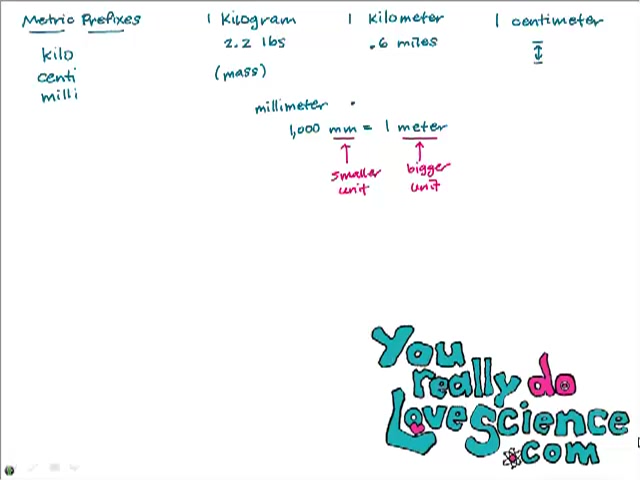 Metric Prefixes
kilo
centi
milli
1 kilogram
2.2 lbs
(mass)
1 kilometer
.6 miles
1 centimeter
millimeter
1,000 mm = 1 meter
smaller
unit
bigger
unit
You
really do
Love Science
.com